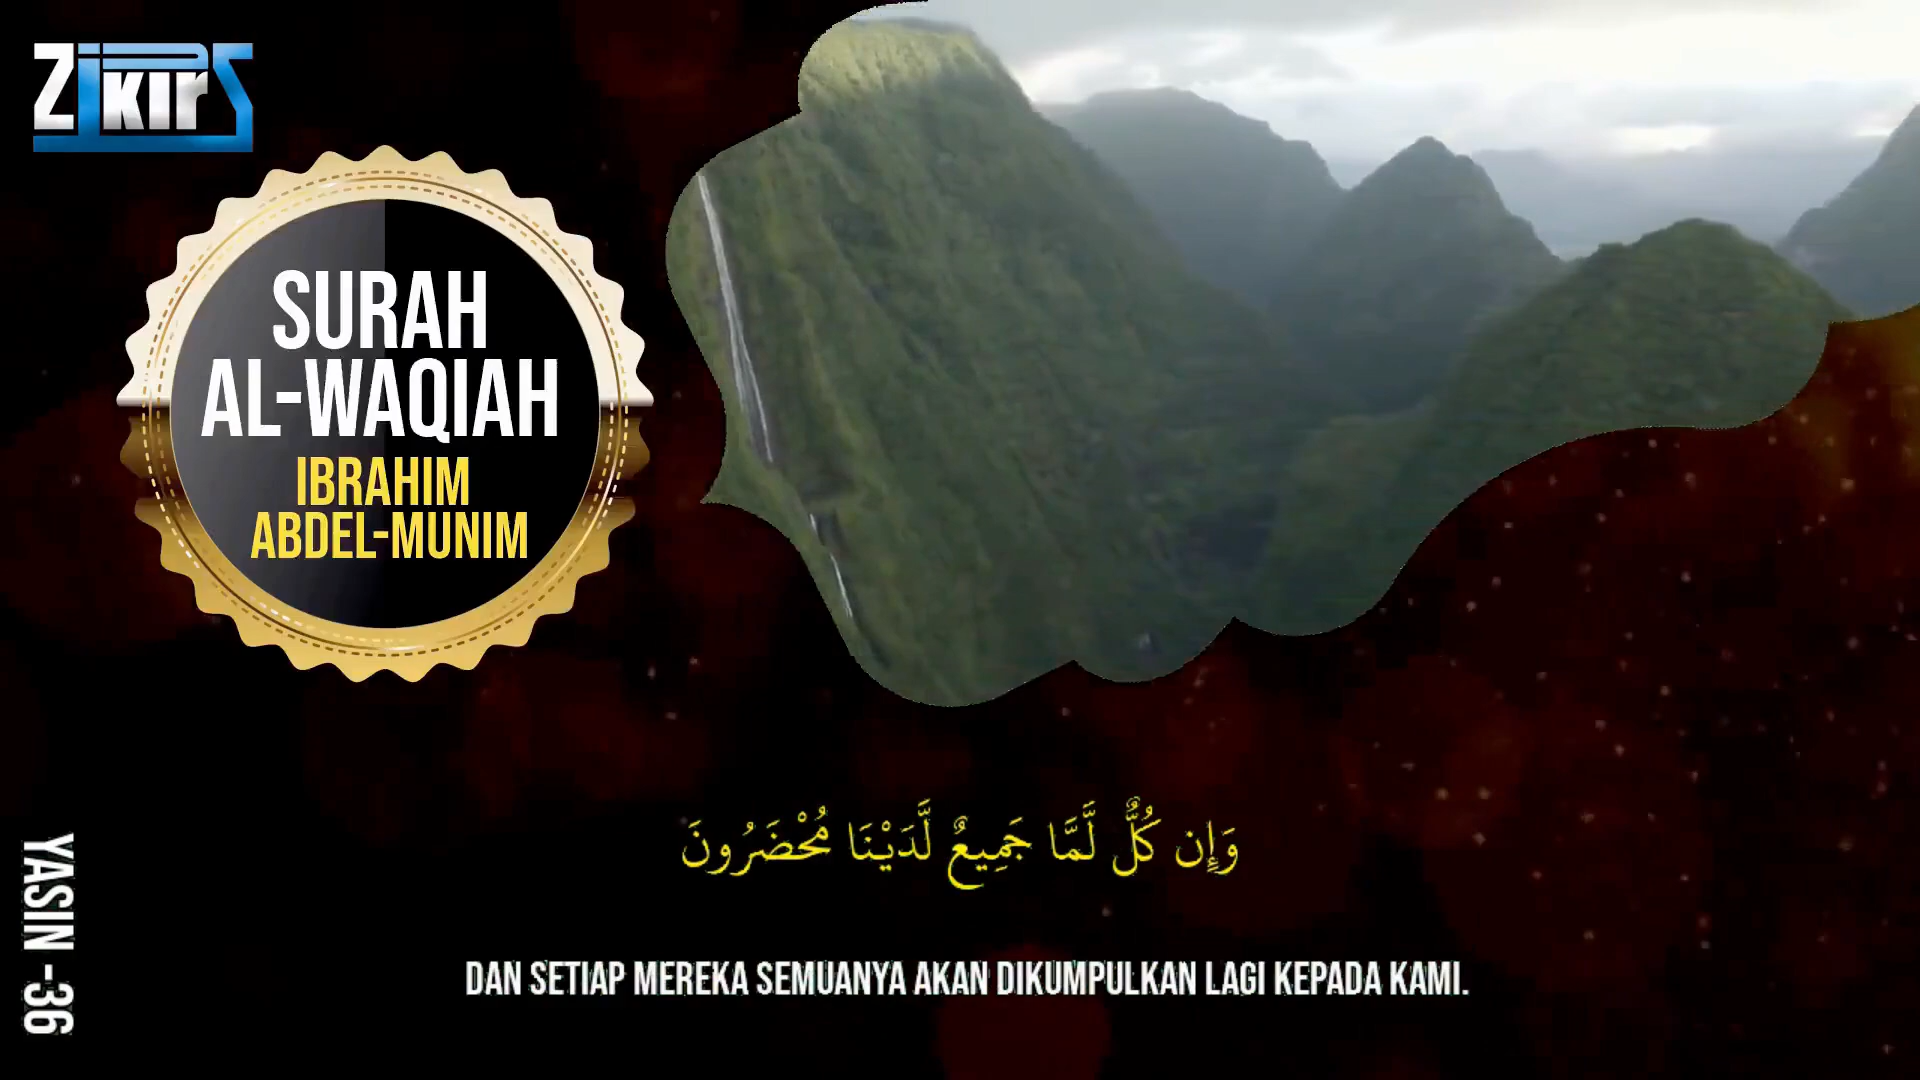 Zikir
SURAH
AL-WAQIAH
IBRAHIM
ABDEL-MUNIM
وَإِن كُلٌّ لَّمَّا جَمِيعٌ لَّدَيْنَا مُحْضَرُونَ
DAN SETIAP MEREKA SEMUANYA AKAN DIKUMPULKAN LAGI KEPADA KAMI.
YASIN -36